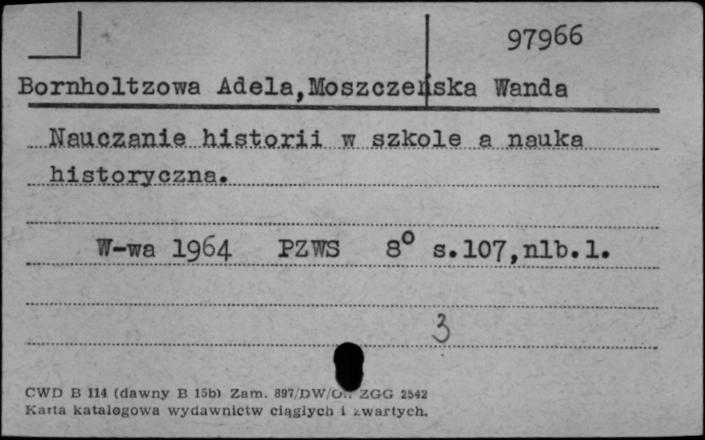 97966
Bornholtzowa Adela,Moszczeńska Wanda
Nauczanie historii w szkole a nauka
historyczna.
W-wa 1964 PZWS 8° s.107,nlb.1.
3
CWD B 114 (dawny B 15b) Zam. 897/DW/ ZGG 2542
Karta katalogowa wydawnictw ciągłych i zwartych.